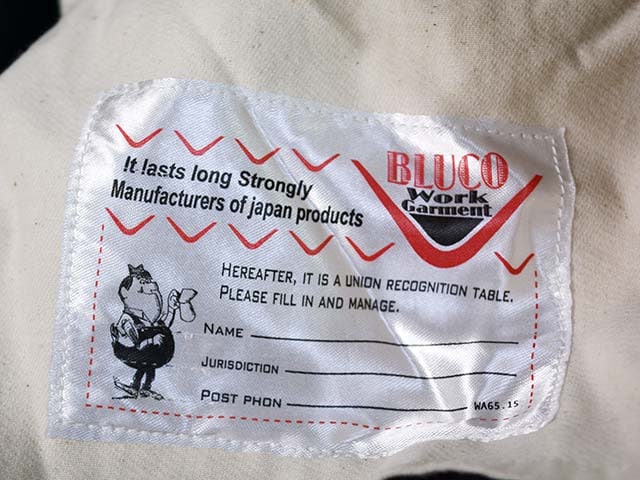 It lasts long Strongly
Manufacturers of japan products
BLUCO
Work
Garment
HEREAFTER, IT IS A UNION RECOGNITION TABLE.
PLEASE FILL IN AND MANAGE.
NAME
JURISDICTION
POST PHON
WA65.15